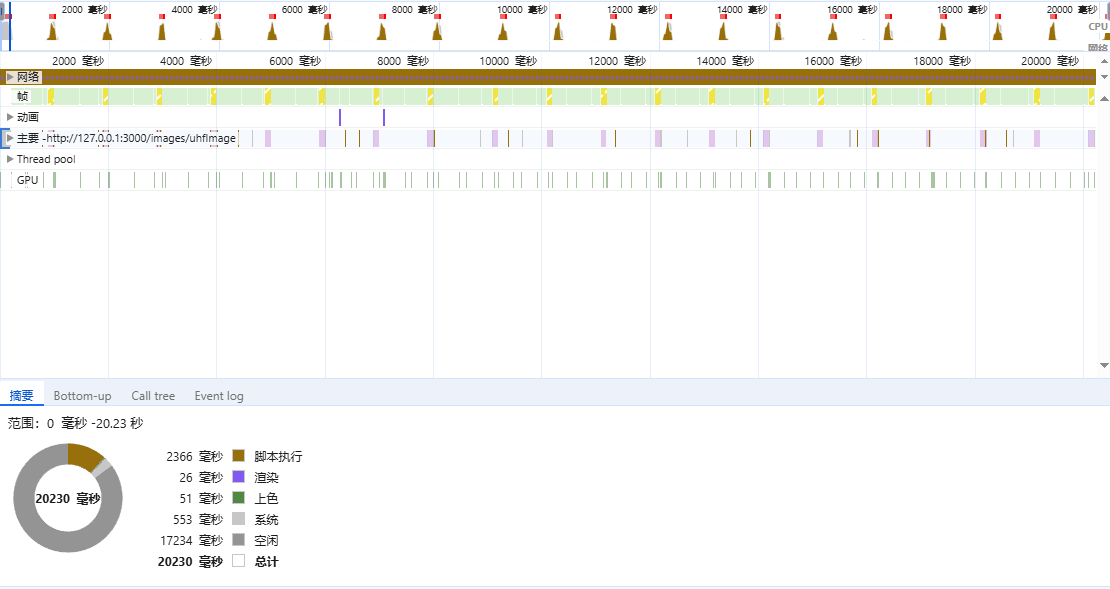 2000 毫秒 4000 毫秒 6000 毫秒 8000 毫秒 10000 毫秒 12000 毫秒 14000 毫秒 16000 毫秒 18000 毫秒 20000 毫秒
CPU
网络
2000 毫秒 4000 毫秒 6000 毫秒 8000 毫秒 10000 毫秒 12000 毫秒 14000 毫秒 16000 毫秒 18000 毫秒 20000 毫秒
网络
帧
动画
主要 -http://127.0.0.1:3000/images/uhfImage
Thread pool
GPU
摘要 Bottom-up Call tree Event log
范围：0 毫秒 -20.23 秒
2366 毫秒 脚本执行
26 毫秒 渲染
20230 毫秒
51 毫秒 上色
553 毫秒 系统
17234 毫秒 空闲
20230 毫秒 总计